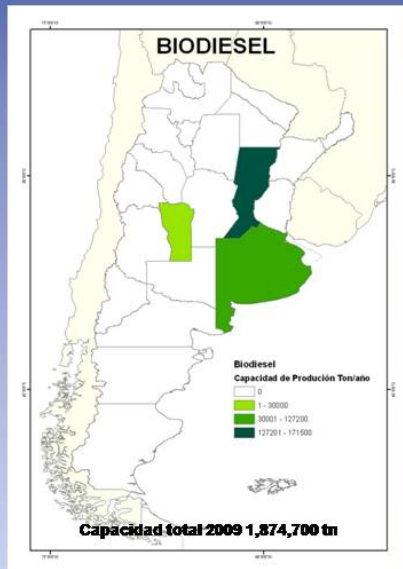 BIODIESEL
Biodiesel
Capacidad de Produción Ton/año
0
1 - 30000
30001 - 127200
127201 - 171500
Capacidad total 2009 1,874,700 tn